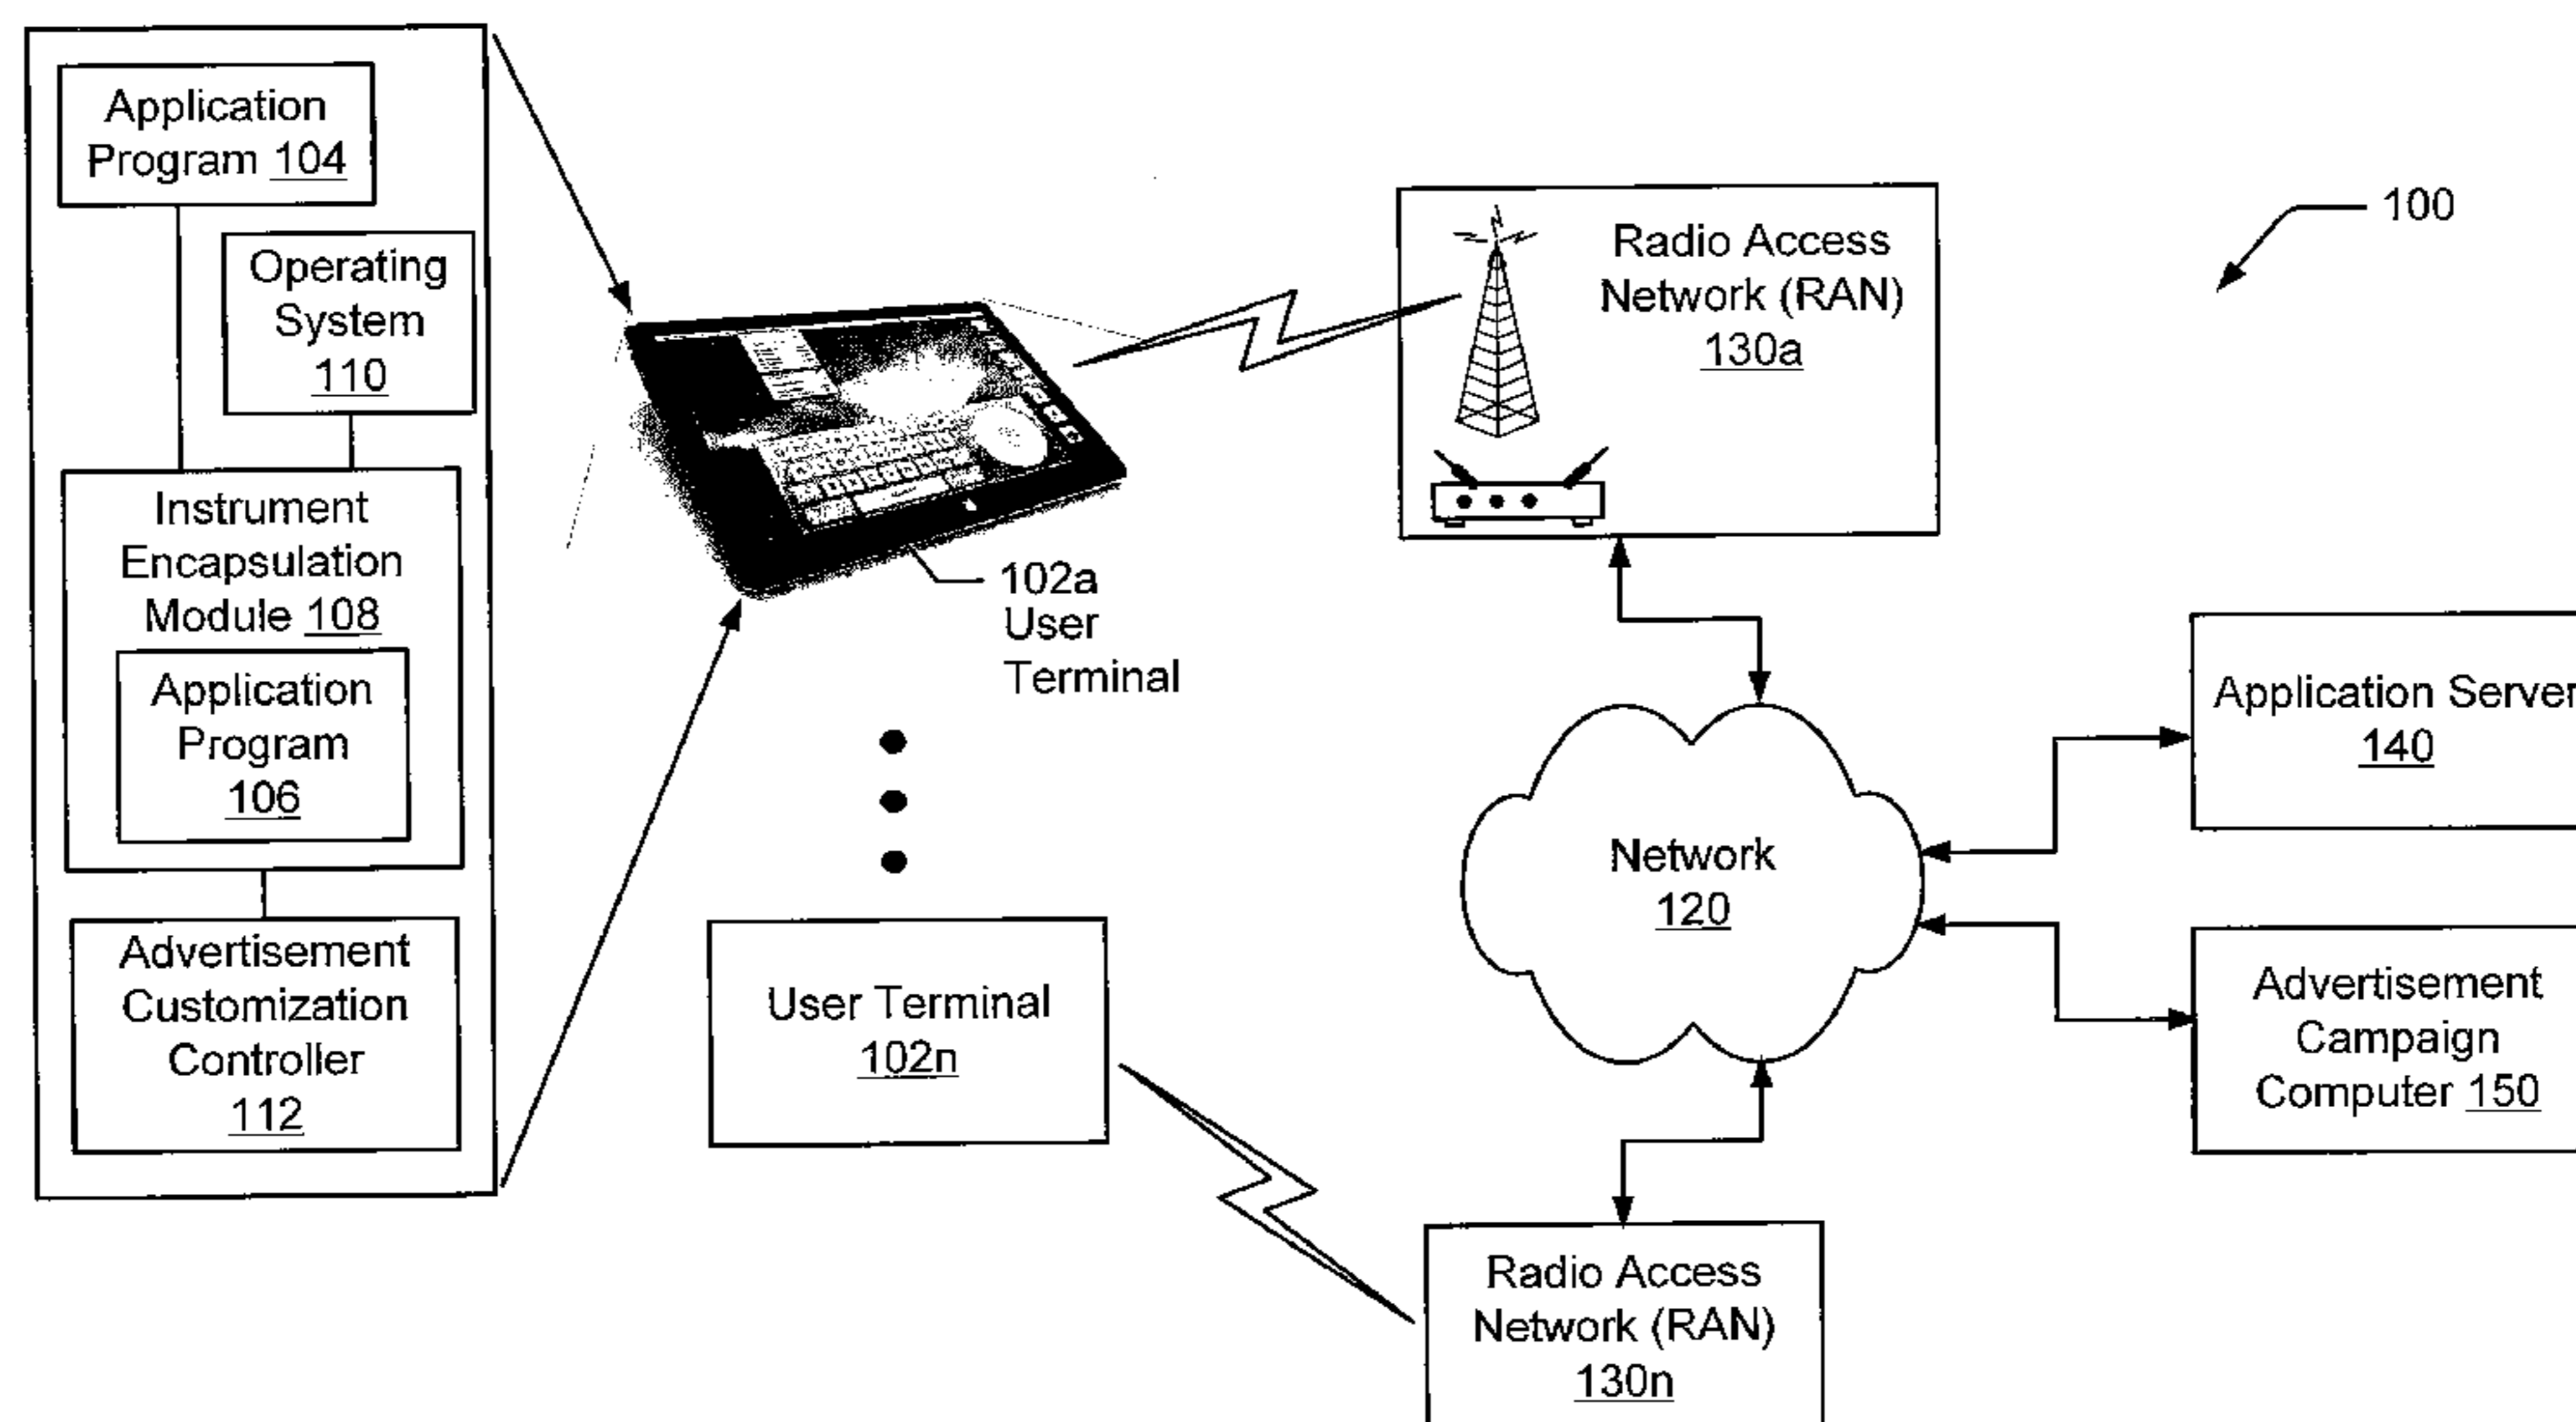 Application
Program 104
Operating
System
110
Instrument
Encapsulation
Module 108
Application
Program
106
Advertisement
Customization
Controller
112
102a
User
Terminal
User Terminal
102n
Radio Access
Network (RAN)
130a
100
Network
120
Application Server
140
Advertisement
Campaign
Computer 150
Radio Access
Network (RAN)
130n